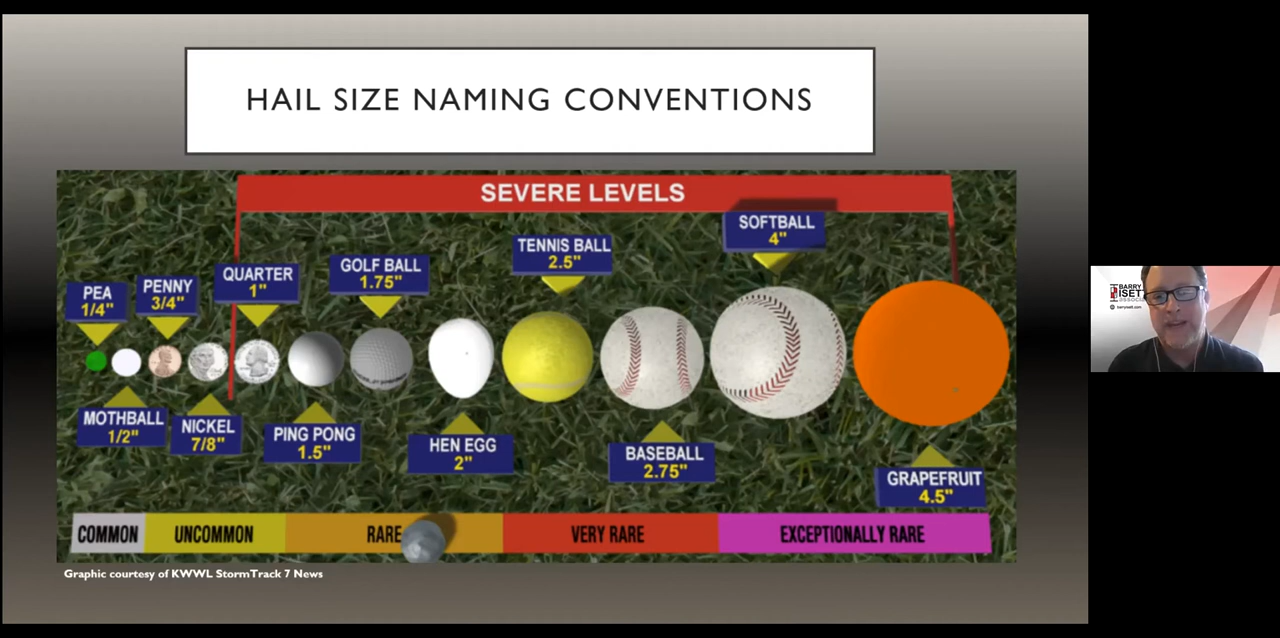 HAIL SIZE NAMING CONVENTIONS
SEVERE LEVELS
PEA
1/4"
MOTHBALL
1/2"
PENNY
3/4"
NICKEL
7/8"
QUARTER
1"
PING PONG
1.5"
GOLF BALL
1.75"
HEN EGG
2"
TENNIS BALL
2.5"
BASEBALL
2.75"
SOFTBALL
4"
GRAPEFRUIT
4.5"
COMMON
UNCOMMON
RARE
VERY RARE
EXCEPTIONALLY RARE
Graphic courtesy of KWWL StormTrack 7 News
BARRY
ISET